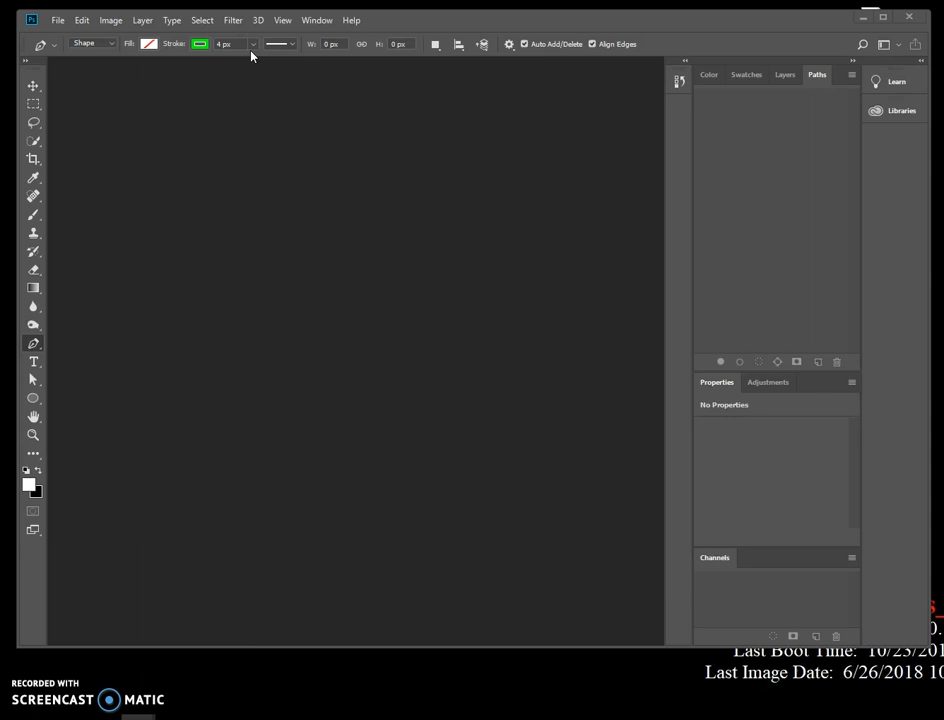 Ps File Edit Image Layer Type Select Filter 3D View Window Help
Shape Fill: Stroke: 4 px W: 0 px H: 0 px Auto Add/Delete Align Edges
Color Swatches Layers Paths
Learn
Libraries
Properties Adjustments
No Properties
Channels
Last Boot Time: 10/23/201
Last Image Date: 6/26/2018 10
RECORDED WITH
SCREENCAST MATIC